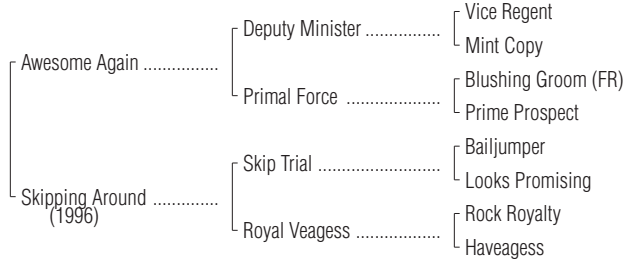 Vice Regent
Deputy Minister ..................
Mint Copy
Awesome Again ...............
Blushing Groom (FR)
Primal Force ......................
Prime Prospect
Bailjumper
Skip Trial .............................
Looks Promising
Skipping Around .............
(1996)
Rock Royalty
Royal Veagess ...................
Haveagess